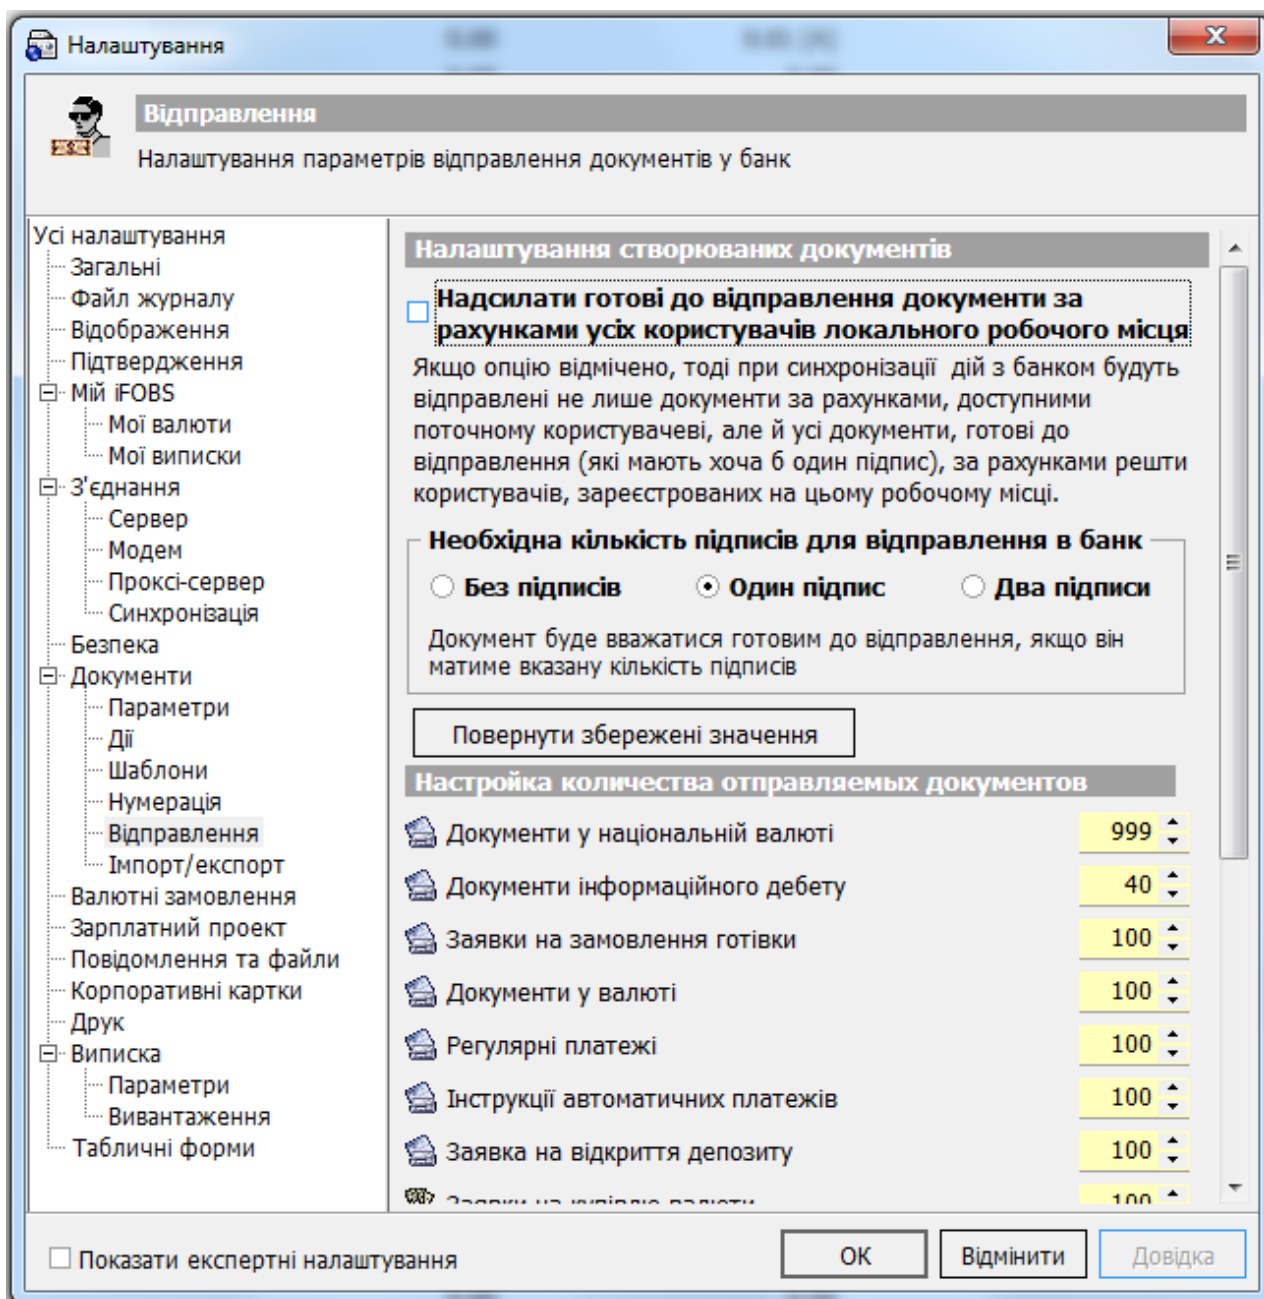 Налаштування
Відправлення
Налаштування параметрів відправлення документів у банк
Усі налаштування
Загальні
Файл журналу
Відображення
Підтвердження
Мій iFOBS
Мої валюти
Мої виписки
З'єднання
Сервер
Модем
Проксі-сервер
Синхронізація
Безпека
Документи
Параметри
Дії
Шаблони
Нумерація
Відправлення
Імпорт/експорт
Валютні замовлення
Зарплатний проект
Повідомлення та файли
Корпоративні картки
Друк
Виписка
Параметри
Вивантаження
Табличні форми
Налаштування створюваних документів
Надсилати готові до відправлення документи за
рахунками усіх користувачів локального робочого місця
Якщо опцію відмічено, тоді при синхронізації дій з банком будуть
відправлені не лише документи за рахунками, доступними
поточному користувачеві, але й усі документи, готові до
відправлення (які мають хоча б один підпис), за рахунками решти
користувачів, зареєстрованих на цьому робочому місці.
Необхідна кількість підписів для відправлення в банк
Без підписів Один підпис Два підписи
Документ буде вважатися готовим до відправлення, якщо він
матиме вказану кількість підписів
Повернути збережені значення
Настройка количества отправляемых документов
Документи у національній валюті 999
Документи інформаційного дебету 40
Заявки на замовлення готівки 100
Документи у валюті 100
Регулярні платежі 100
Інструкції автоматичних платежів 100
Заявка на відкриття депозиту 100
Заявки на купівлю валюти 100
Показати експертні налаштування
ОК Відмінити Довідка